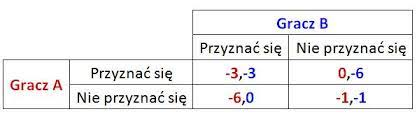 Gracz B
Przyznać się Nie przyznać się
Gracz A Przyznać się -3,-3 0,-6
Nie przyznać się -6,0 -1,-1